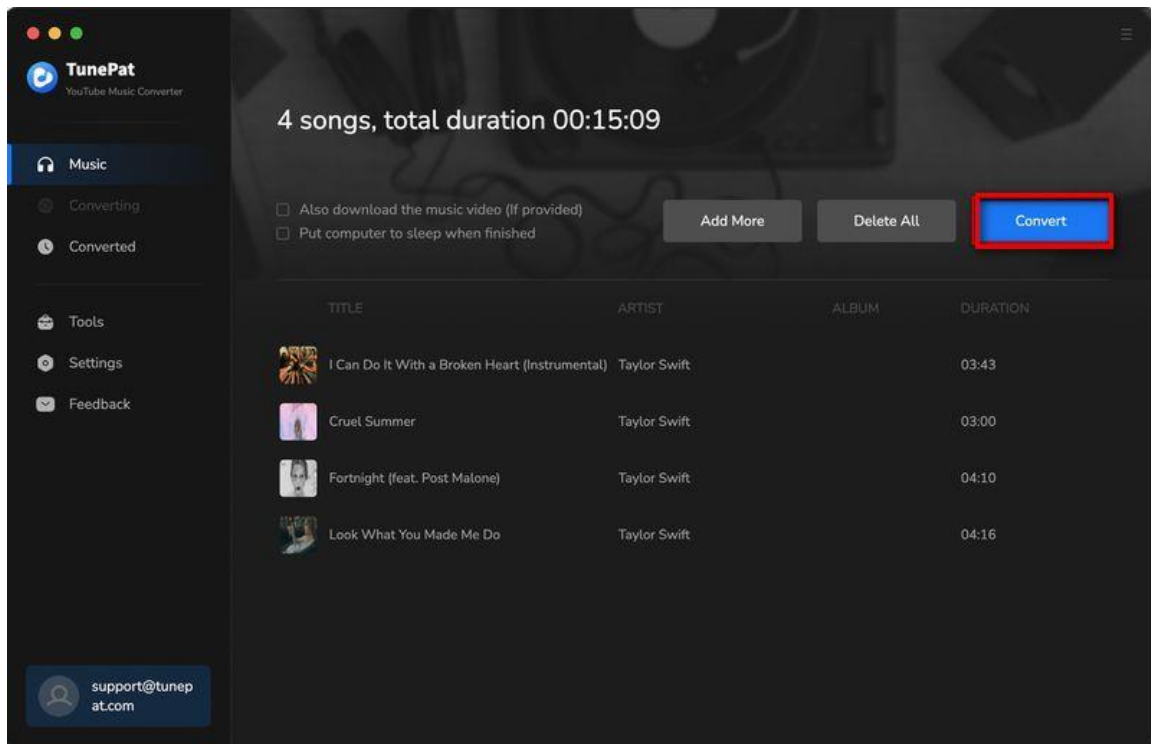 TunePat
YouTube Music Converter
Music
Converting
Converted
Tools
Settings
Feedback
support@tunep
at.com
4 songs, total duration 00:15:09
Also download the music video (If provided)
Put computer to sleep when finished
Add More
Delete All
Convert
TITLE ARTIST ALBUM DURATION
I Can Do It With a Broken Heart (Instrumental) Taylor Swift 03:43
Cruel Summer Taylor Swift 03:00
Fortnight (feat. Post Malone) Taylor Swift 04:10
Look What You Made Me Do Taylor Swift 04:16